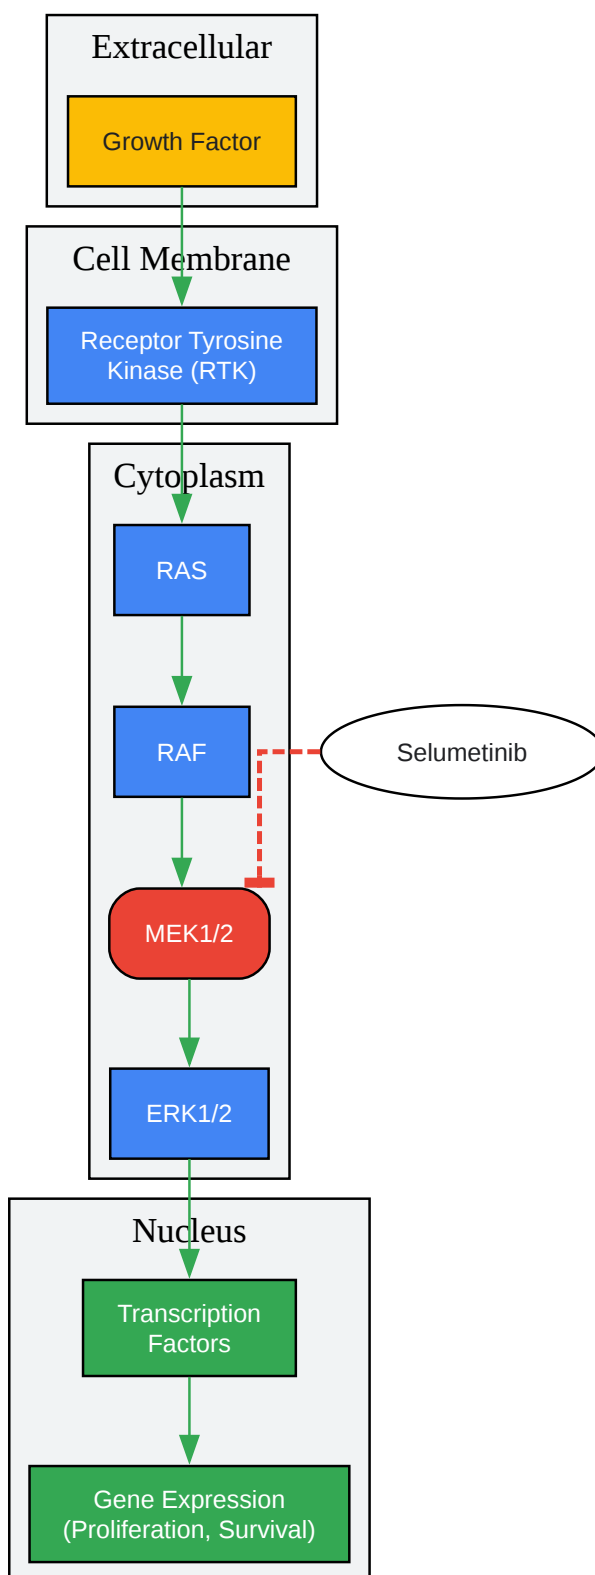 Extracellular
Growth Factor
Cell Membrane
Receptor Tyrosine
Kinase (RTK)
Cytoplasm
RAS
RAF
Selumetinib
MEK1/2
ERK1/2
Nucleus
Transcription
Factors
Gene Expression
(Proliferation, Survival)